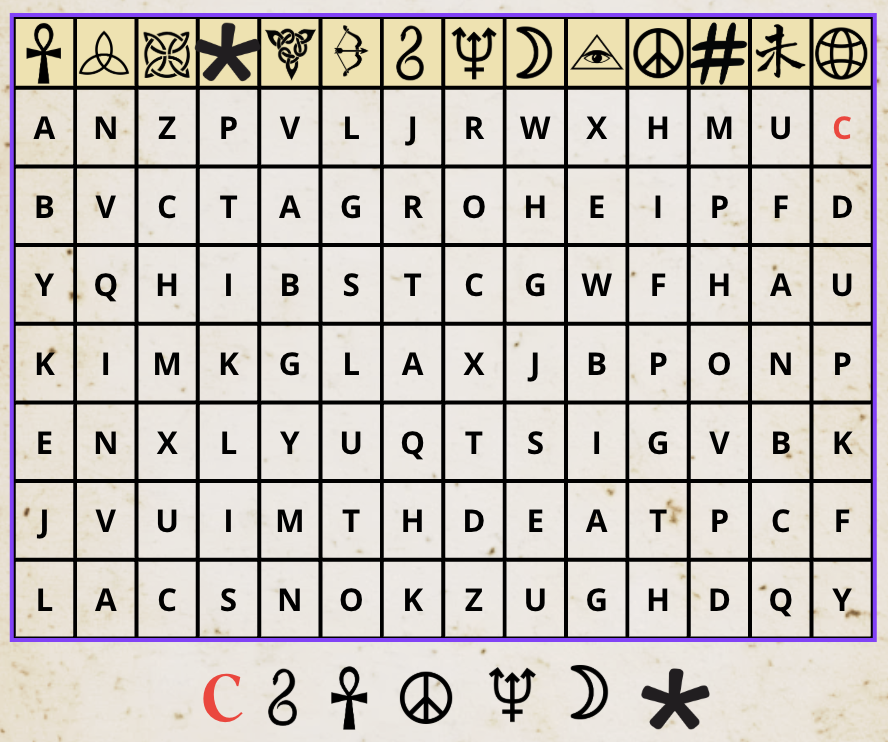 A N Z P V L J R W X H M U C
B V C T A G R O H E I P F D
Y Q H I B S T C G W F H A U
K I M K G L A X J B P O N P
E N X L Y U Q T S I G V B K
J V U I M T H D E A T P C F
L A C S N O K Z U G H D Q Y
C